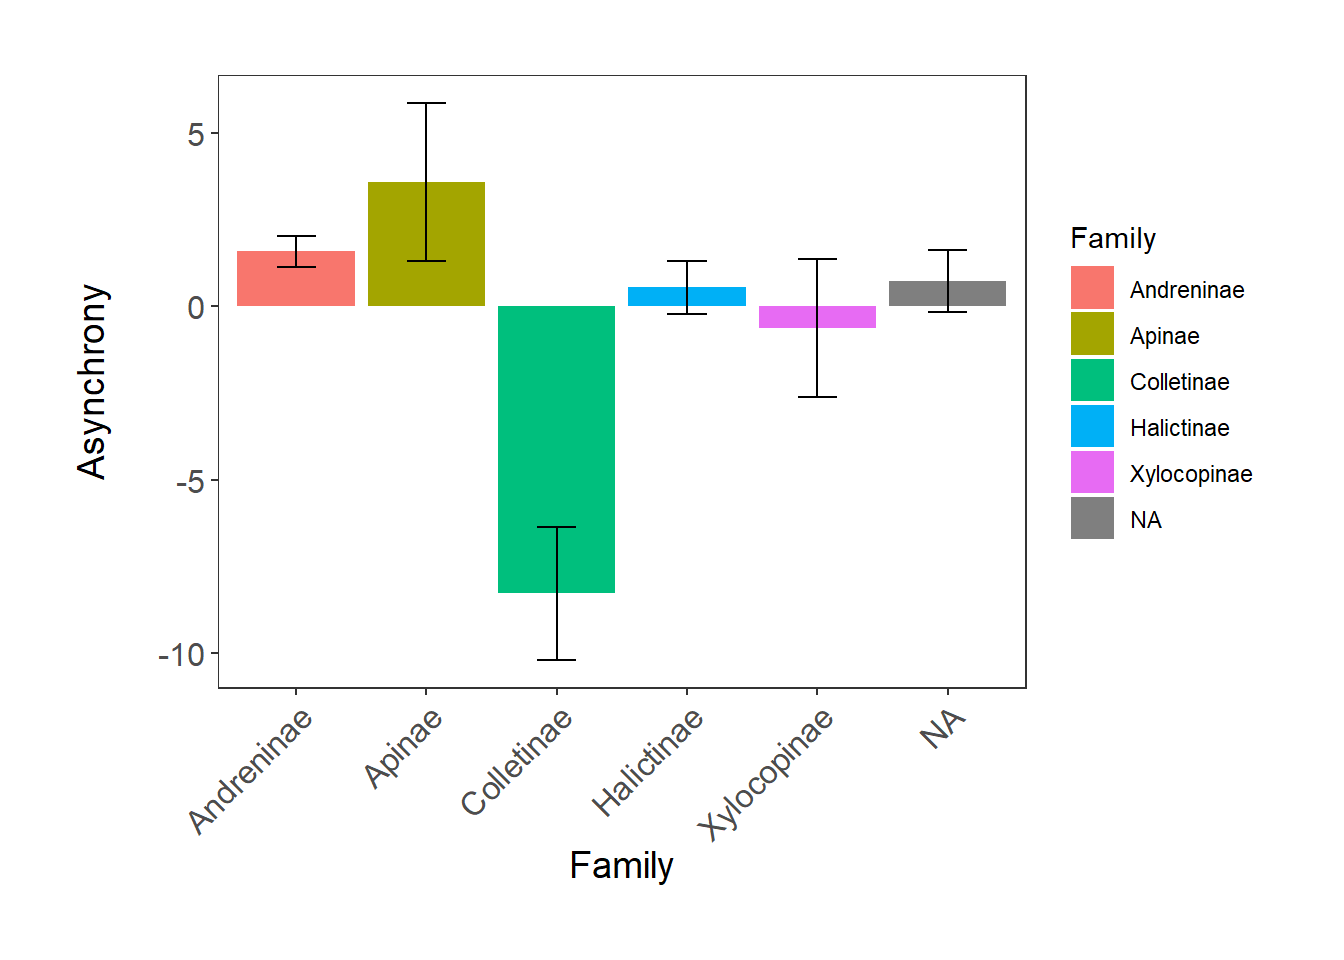 Asynchrony
5
0
-5
-10
Andreninae
Apinae
Colletinae
Halictinae
Xylocopinae
NA
Family
Family
Andreninae
Apinae
Colletinae
Halictinae
Xylocopinae
NA